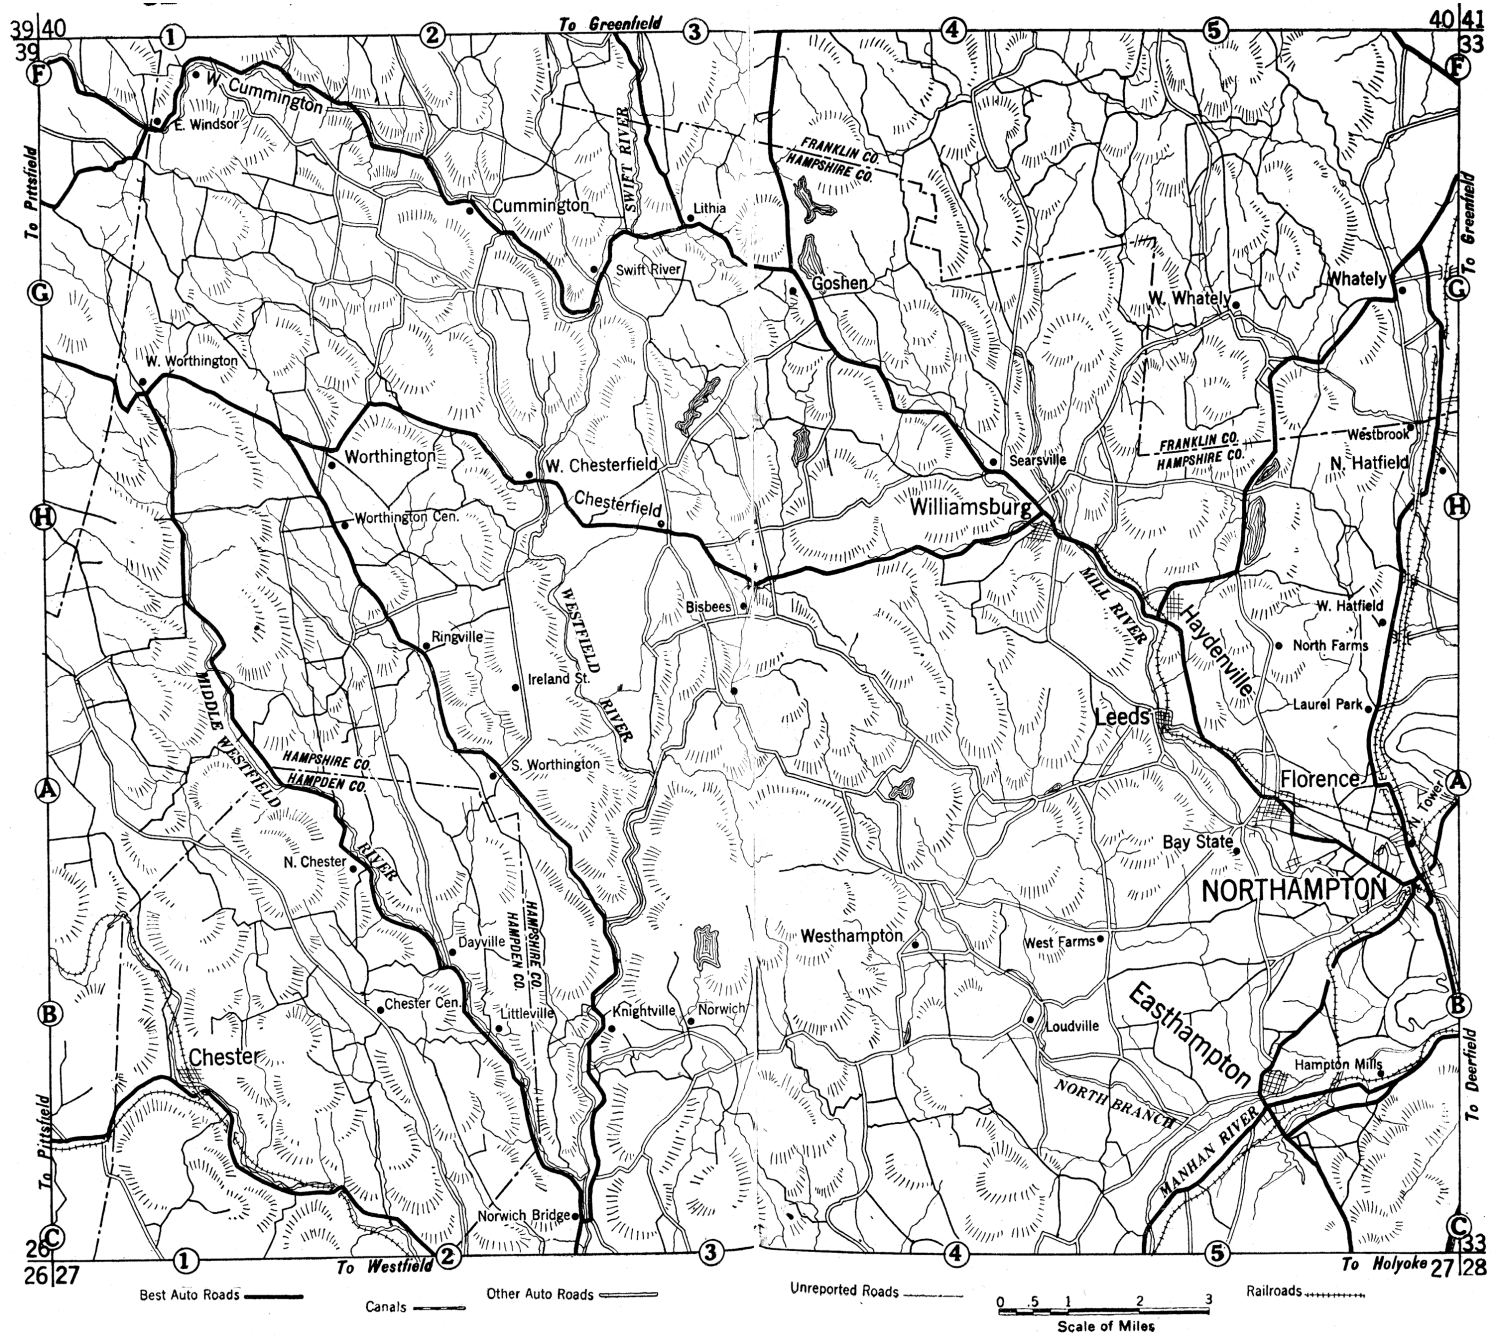 39 40
To Greenfield
40 41
39
33
1
2
3
4
5
F
F
W. Cummington
E. Windsor
SWIFT RIVER
FRANKLIN CO.
HAMPSHIRE CO.
To Pittsfield
Cummington
Lithia
To Greenfield
Swift River
Goshen
Whately
W. Whately
G
G
W. Worthington
Westbrook
FRANKLIN CO.
HAMPSHIRE CO.
Worthington
W. Chesterfield
Searsville
N. Hatfield
Chesterfield
Williamsburg
H
H
Worthington Cen.
MILL RIVER
WESTFIELD RIVER
Bisbees
W. Hatfield
Haydenville
Ringville
North Farms
Ireland St.
MIDDLE WESTFIELD RIVER
Laurel Park
Leeds
HAMPSHIRE CO.
HAMPDEN CO.
S. Worthington
Florence
A
A
N. Tower
Bay State
N. Chester
NORTHAMPTON
HAMPSHIRE CO.
HAMPDEN CO.
Dayville
Westhampton
West Farms
Chester Cen.
Littleville
Knightville
Norwich
Easthampton
B
B
Loudville
Chester
Hampton Mills
NORTH BRANCH
To Deerfield
To Pittsfield
MANHAN RIVER
Norwich Bridge
C
C
26
33
1
2
3
4
5
26 27
To Westfield
To Holyoke
27 28
Best Auto Roads
Canals
Other Auto Roads
Unreported Roads
Railroads
0 .5 1 2 3
Scale of Miles